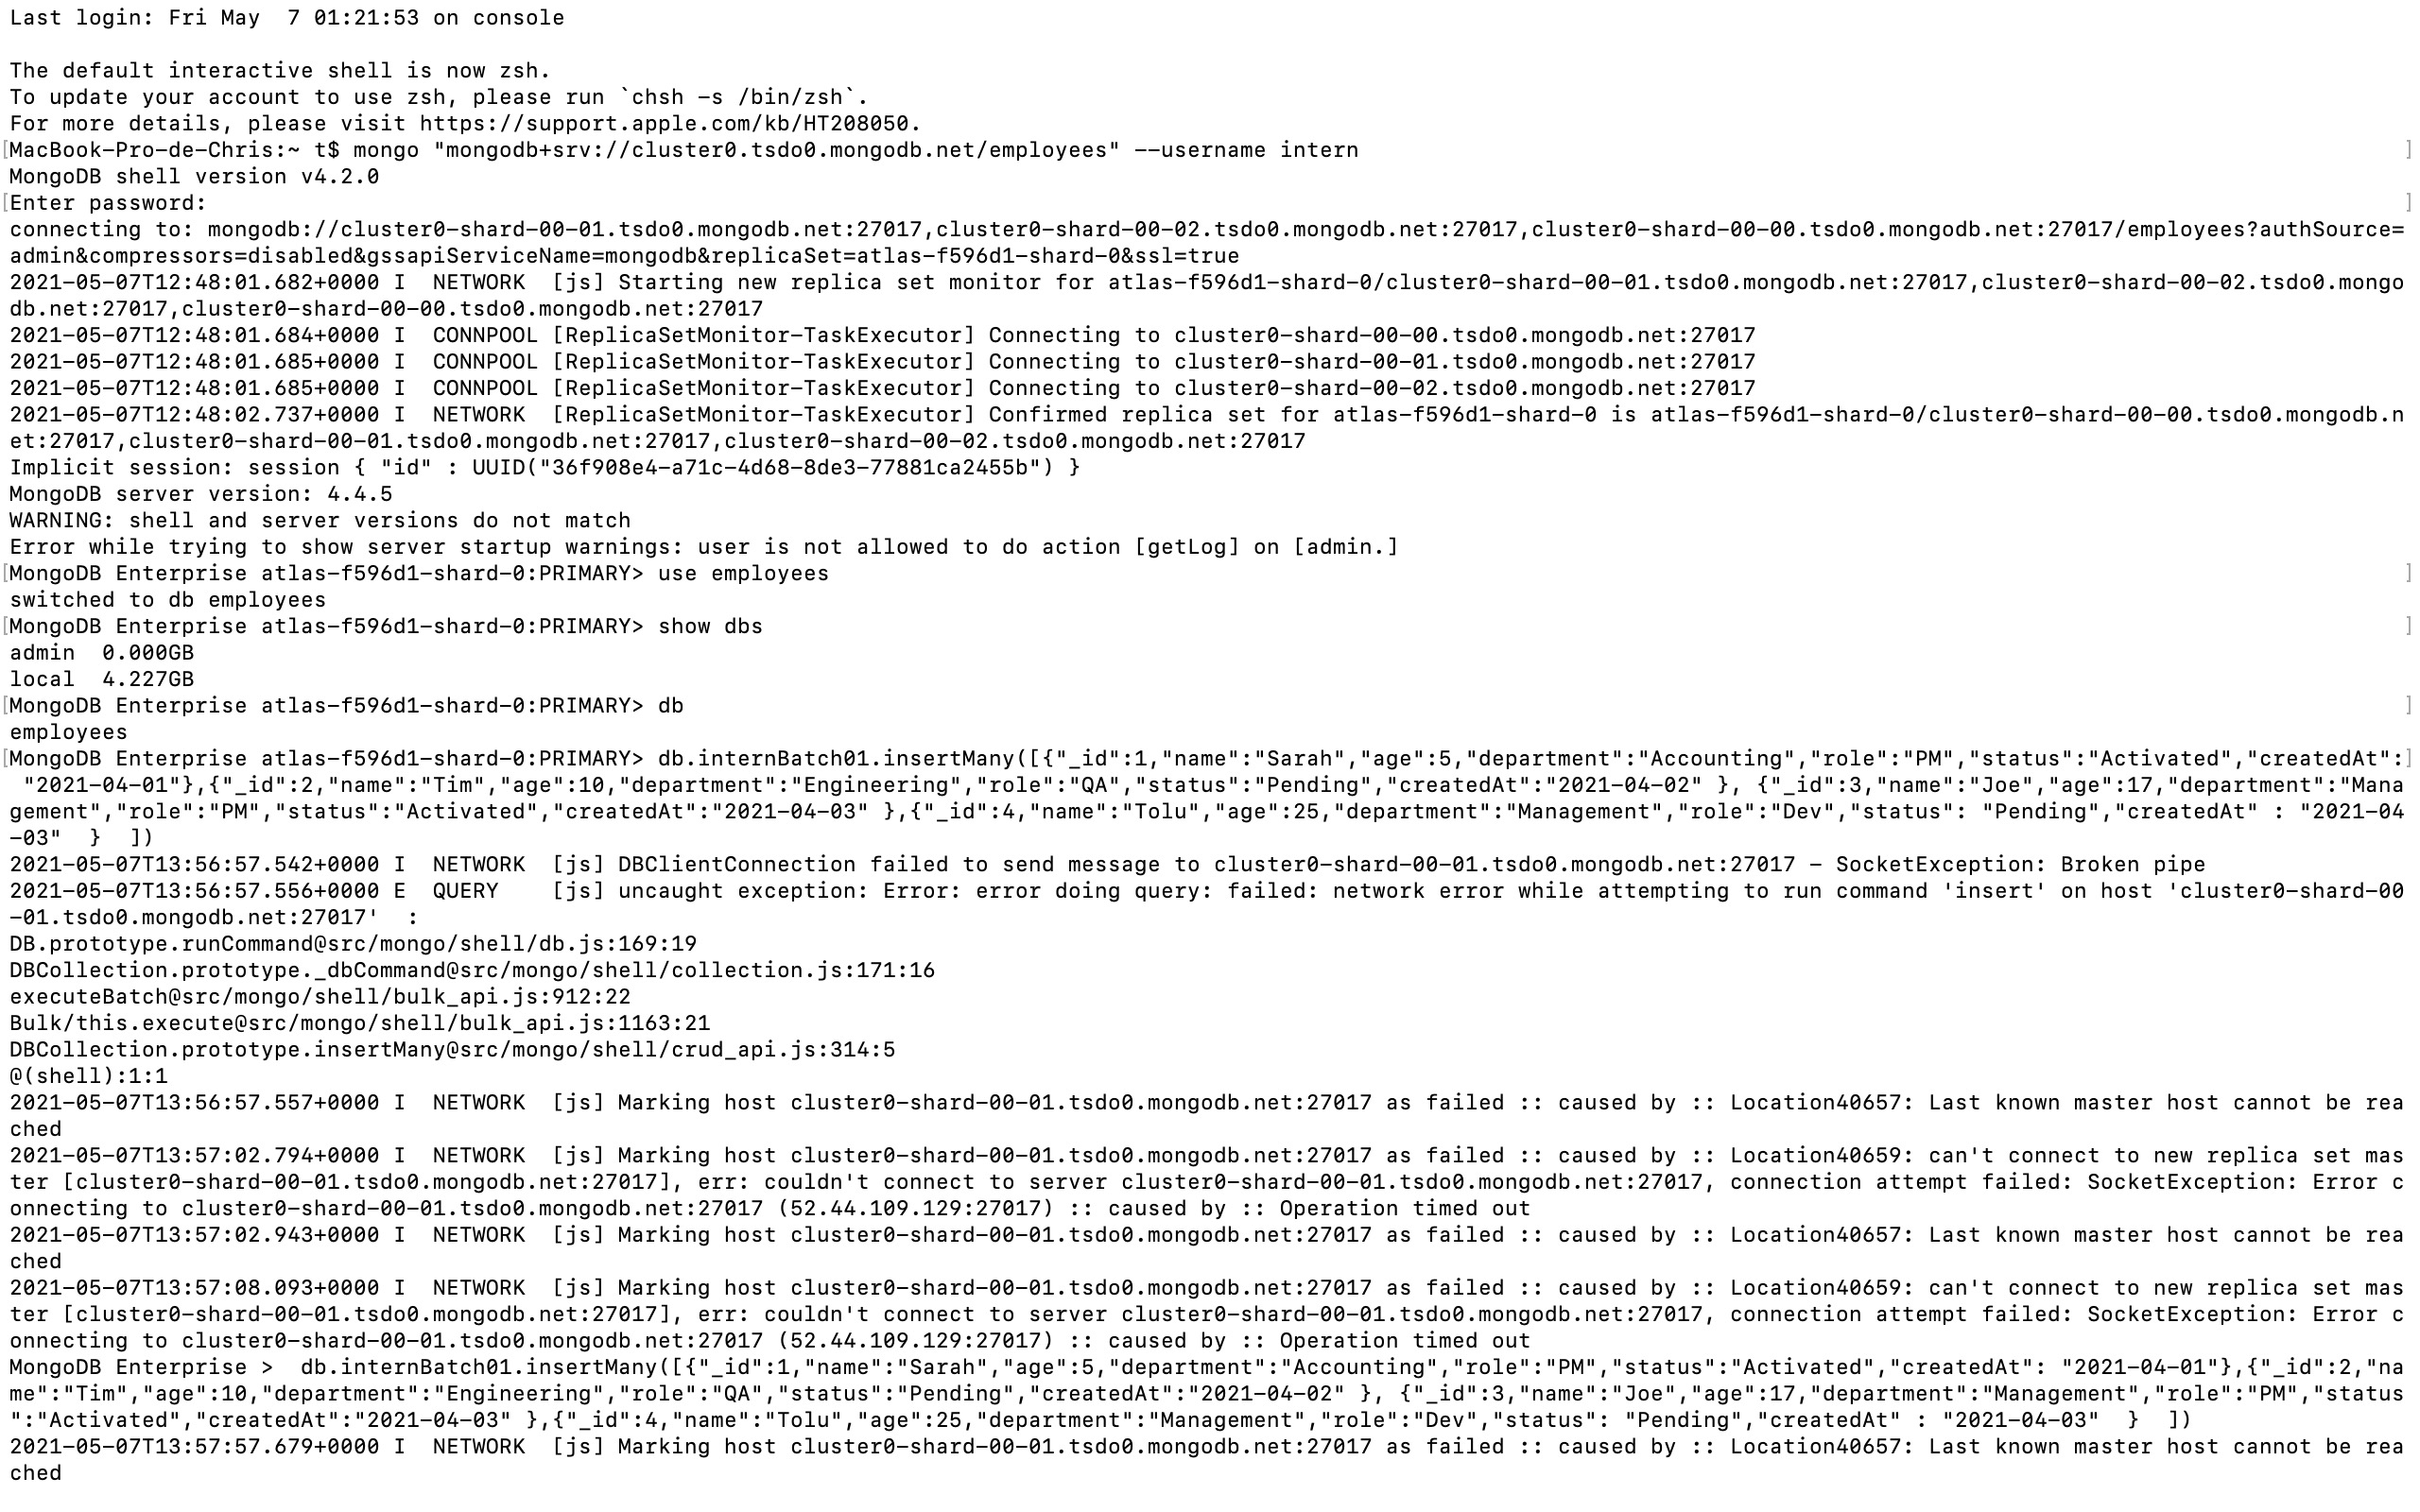 Last login: Fri May  7 01:21:53 on console
The default interactive shell is now zsh.
To update your account to use zsh, please run `chsh -s /bin/zsh`.
For more details, please visit https://support.apple.com/kb/HT208050.
[MacBook-Pro-de-Chris:~ t$ mongo "mongodb+srv://cluster0.tsdo0.mongodb.net/employees" --username intern ]
MongoDB shell version v4.2.0
[Enter password: ]
connecting to: mongodb://cluster0-shard-00-01.tsdo0.mongodb.net:27017,cluster0-shard-00-02.tsdo0.mongodb.net:27017,cluster0-shard-00-00.tsdo0.mongodb.net:27017/employees?authSource=
admin&compressors=disabled&gssapiServiceName=mongodb&replicaSet=atlas-f596d1-shard-0&ssl=true
2021-05-07T12:48:01.682+0000 I  NETWORK  [js] Starting new replica set monitor for atlas-f596d1-shard-0/cluster0-shard-00-01.tsdo0.mongodb.net:27017,cluster0-shard-00-02.tsdo0.mongo
db.net:27017,cluster0-shard-00-00.tsdo0.mongodb.net:27017
2021-05-07T12:48:01.684+0000 I  CONNPOOL [ReplicaSetMonitor-TaskExecutor] Connecting to cluster0-shard-00-00.tsdo0.mongodb.net:27017
2021-05-07T12:48:01.685+0000 I  CONNPOOL [ReplicaSetMonitor-TaskExecutor] Connecting to cluster0-shard-00-01.tsdo0.mongodb.net:27017
2021-05-07T12:48:01.685+0000 I  CONNPOOL [ReplicaSetMonitor-TaskExecutor] Connecting to cluster0-shard-00-02.tsdo0.mongodb.net:27017
2021-05-07T12:48:02.737+0000 I  NETWORK  [ReplicaSetMonitor-TaskExecutor] Confirmed replica set for atlas-f596d1-shard-0 is atlas-f596d1-shard-0/cluster0-shard-00-00.tsdo0.mongodb.n
et:27017,cluster0-shard-00-01.tsdo0.mongodb.net:27017,cluster0-shard-00-02.tsdo0.mongodb.net:27017
Implicit session: session { "id" : UUID("36f908e4-a71c-4d68-8de3-77881ca2455b") }
MongoDB server version: 4.4.5
WARNING: shell and server versions do not match
Error while trying to show server startup warnings: user is not allowed to do action [getLog] on [admin.]
[MongoDB Enterprise atlas-f596d1-shard-0:PRIMARY> use employees ]
switched to db employees
[MongoDB Enterprise atlas-f596d1-shard-0:PRIMARY> show dbs ]
admin  0.000GB
local  4.227GB
[MongoDB Enterprise atlas-f596d1-shard-0:PRIMARY> db ]
employees
[MongoDB Enterprise atlas-f596d1-shard-0:PRIMARY> db.internBatch01.insertMany([{"_id":1,"name":"Sarah","age":5,"department":"Accounting","role":"PM","status":"Activated","createdAt":]
 "2021-04-01"},{"_id":2,"name":"Tim","age":10,"department":"Engineering","role":"QA","status":"Pending","createdAt":"2021-04-02" }, {"_id":3,"name":"Joe","age":17,"department":"Mana
gement","role":"PM","status":"Activated","createdAt":"2021-04-03" },{"_id":4,"name":"Tolu","age":25,"department":"Management","role":"Dev","status": "Pending","createdAt" : "2021-04
-03"  }  ])
2021-05-07T13:56:57.542+0000 I  NETWORK  [js] DBClientConnection failed to send message to cluster0-shard-00-01.tsdo0.mongodb.net:27017 - SocketException: Broken pipe
2021-05-07T13:56:57.556+0000 E  QUERY    [js] uncaught exception: Error: error doing query: failed: network error while attempting to run command 'insert' on host 'cluster0-shard-00
-01.tsdo0.mongodb.net:27017'  :
DB.prototype.runCommand@src/mongo/shell/db.js:169:19
DBCollection.prototype._dbCommand@src/mongo/shell/collection.js:171:16
executeBatch@src/mongo/shell/bulk_api.js:912:22
Bulk/this.execute@src/mongo/shell/bulk_api.js:1163:21
DBCollection.prototype.insertMany@src/mongo/shell/crud_api.js:314:5
@(shell):1:1
2021-05-07T13:56:57.557+0000 I  NETWORK  [js] Marking host cluster0-shard-00-01.tsdo0.mongodb.net:27017 as failed :: caused by :: Location40657: Last known master host cannot be rea
ched
2021-05-07T13:57:02.794+0000 I  NETWORK  [js] Marking host cluster0-shard-00-01.tsdo0.mongodb.net:27017 as failed :: caused by :: Location40659: can't connect to new replica set mas
ter [cluster0-shard-00-01.tsdo0.mongodb.net:27017], err: couldn't connect to server cluster0-shard-00-01.tsdo0.mongodb.net:27017, connection attempt failed: SocketException: Error c
onnecting to cluster0-shard-00-01.tsdo0.mongodb.net:27017 (52.44.109.129:27017) :: caused by :: Operation timed out
2021-05-07T13:57:02.943+0000 I  NETWORK  [js] Marking host cluster0-shard-00-01.tsdo0.mongodb.net:27017 as failed :: caused by :: Location40657: Last known master host cannot be rea
ched
2021-05-07T13:57:08.093+0000 I  NETWORK  [js] Marking host cluster0-shard-00-01.tsdo0.mongodb.net:27017 as failed :: caused by :: Location40659: can't connect to new replica set mas
ter [cluster0-shard-00-01.tsdo0.mongodb.net:27017], err: couldn't connect to server cluster0-shard-00-01.tsdo0.mongodb.net:27017, connection attempt failed: SocketException: Error c
onnecting to cluster0-shard-00-01.tsdo0.mongodb.net:27017 (52.44.109.129:27017) :: caused by :: Operation timed out
MongoDB Enterprise >  db.internBatch01.insertMany([{"_id":1,"name":"Sarah","age":5,"department":"Accounting","role":"PM","status":"Activated","createdAt": "2021-04-01"},{"_id":2,"na
me":"Tim","age":10,"department":"Engineering","role":"QA","status":"Pending","createdAt":"2021-04-02" }, {"_id":3,"name":"Joe","age":17,"department":"Management","role":"PM","status
":"Activated","createdAt":"2021-04-03" },{"_id":4,"name":"Tolu","age":25,"department":"Management","role":"Dev","status": "Pending","createdAt" : "2021-04-03"  }  ])
2021-05-07T13:57:57.679+0000 I  NETWORK  [js] Marking host cluster0-shard-00-01.tsdo0.mongodb.net:27017 as failed :: caused by :: Location40657: Last known master host cannot be rea
ched